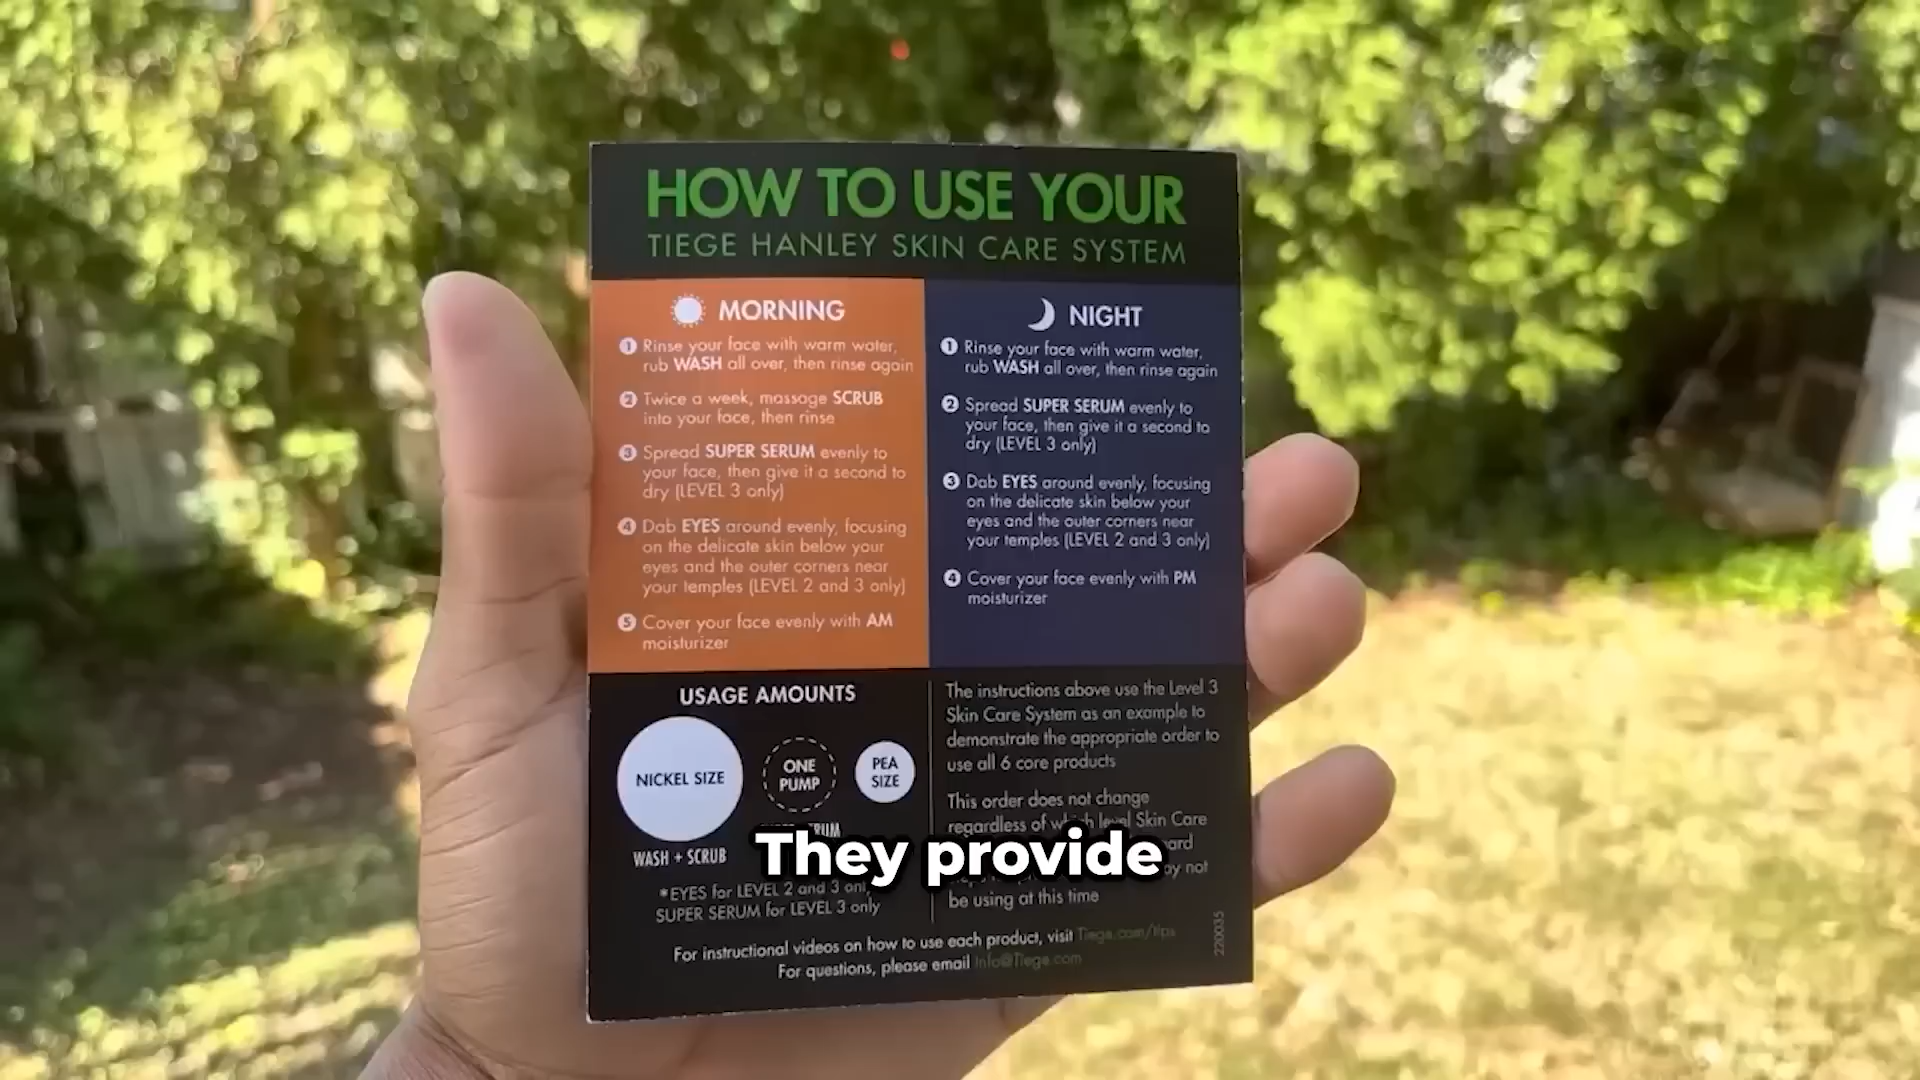 HOW TO USE YOUR
TIEGE HANLEY SKIN CARE SYSTEM
MORNING
1 Rinse your face with warm water,
rub WASH all over, then rinse again
2 Twice a week, massage SCRUB
into your face, then rinse
3 Spread SUPER SERUM evenly to
your face, then give it a second to
dry (LEVEL 3 only)
4 Dab EYES around evenly, focusing
on the delicate skin below your
eyes and the outer corners near
your temples (LEVEL 2 and 3 only)
5 Cover your face evenly with AM
moisturizer
NIGHT
1 Rinse your face with warm water,
rub WASH all over, then rinse again
2 Spread SUPER SERUM evenly to
your face, then give it a second to
dry (LEVEL 3 only)
3 Dab EYES around evenly, focusing
on the delicate skin below your
eyes and the outer corners near
your temples (LEVEL 2 and 3 only)
4 Cover your face evenly with PM
moisturizer
USAGE AMOUNTS
NICKEL SIZE
ONE
PUMP
PEA
SIZE
WASH + SCRUB
*EYES for LEVEL 2 and 3 only
SUPER SERUM for LEVEL 3 only
The instructions above use the Level 3
Skin Care System as an example to
demonstrate the appropriate order to
use all 6 core products
This order does not change
regardless of which level Skin Care
not
be using at this time
They provide
For instructional videos on how to use each product, visit Tiege.com/tips
For questions, please email Info@Tiege.com
220035